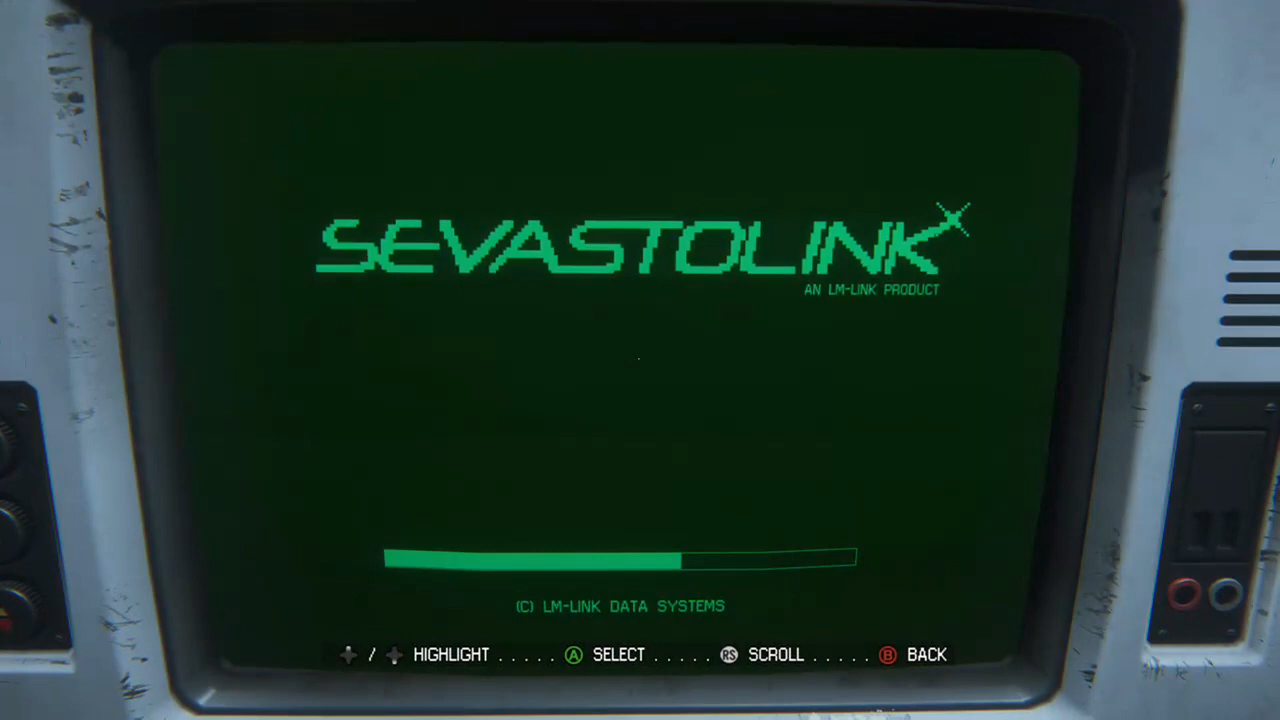 SEVASTOLINK
AN LM-LINK PRODUCT
(C) LM-LINK DATA SYSTEMS
/ HIGHLIGHT ..... A SELECT ..... RS SCROLL ..... B BACK